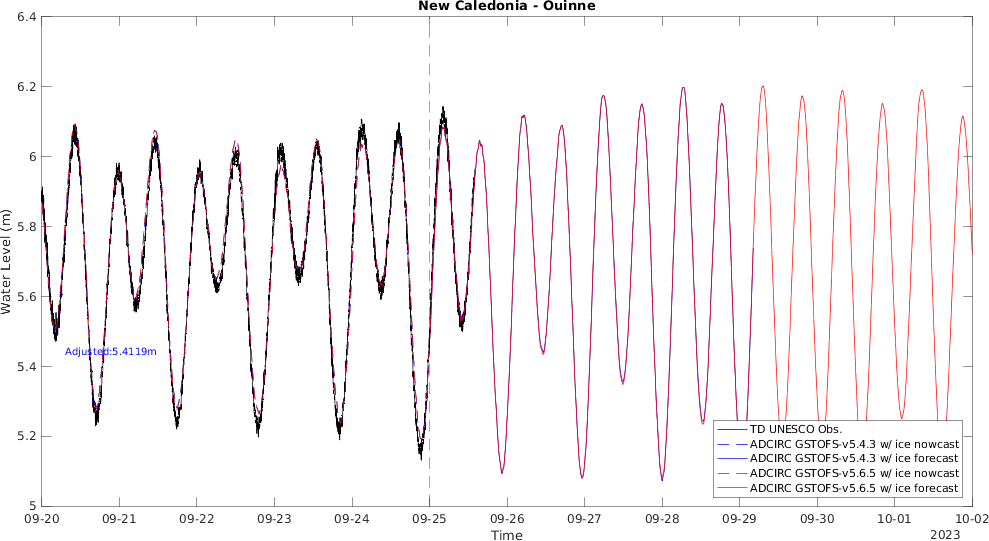 New Caledonia - Ouinne
6.4
6.2
6
5.8
5.6
5.4
5.2
5
Water Level (m)
Adjusted:5.4119m
TD UNESCO Obs.
ADCIRC GSTOFS-v5.4.3 w/ ice nowcast
ADCIRC GSTOFS-v5.4.3 w/ ice forecast
ADCIRC GSTOFS-v5.6.5 w/ ice nowcast
ADCIRC GSTOFS-v5.6.5 w/ ice forecast
09-20 09-21 09-22 09-23 09-24 09-25 09-26 09-27 09-28 09-29 09-30 10-01 10-02
Time 2023